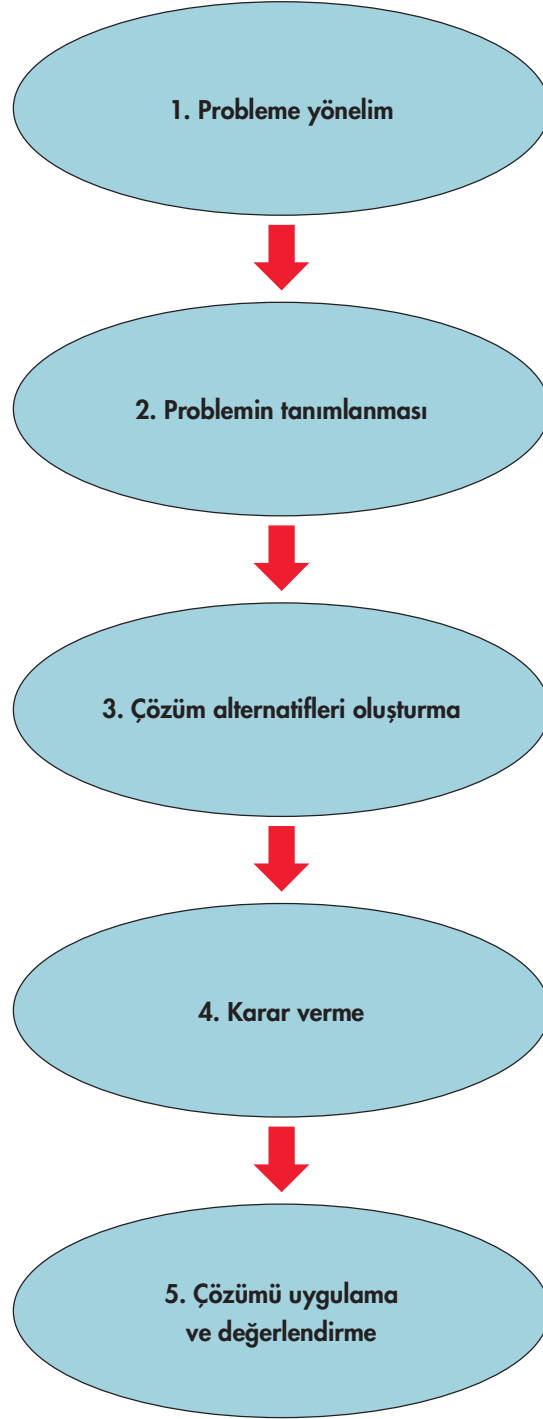 1. Probleme yönelim
2. Problemin tanımlanması
3. Çözüm alternatifleri oluşturma
4. Karar verme
5. Çözümü uygulama
ve değerlendirme